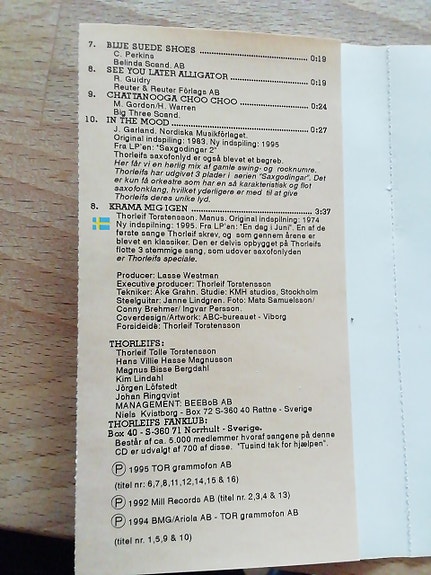 7. BLUE SUEDE SHOES ........ 0:19
C. Perkins
Belinda Scand. AB
8. SEE YOU LATER ALLIGATOR ........ 0:19
R. Guidry
Reuter & Reuter Förlags AB
9. CHATTANOOGA CHOO CHOO ........ 0:24
M. Gordon/H. Warren
Big Three Scand.
10. IN THE MOOD ........ 0:27
J. Garland. Nordiska Musikförlaget.
Original indspiling: 1983. Ny indspiling: 1995
Fra LP'en: "Saxgodingar 2"
Thorleifs saxofonlyd er også blevet et begreb.
Her får vi en herlig mix af gamle swing- og rocknumre.
Thorleifs har udgivet 3 plader i serien "Saxgodingar". Det
er kun få orkestre som har en så karakteristisk og flot
saxofonklang, hvilket yderligere er med til at give
Thorleifs deres unike lyd.
8. KRAMA MIG IGEN ........ 3:37
Thorleif Torstensson. Manus. Original indspilning: 1974
Ny indspilning: 1995. Fra LP'en: "En dag i Juni". En af de
første sange Thorleif skrev, og som gennem årene er
blevet en klassiker. Den er delvis opbygget på Thorleifs
flotte 3 stemmige sang, som udover saxofonlyden
er Thorleifs speciale.
Producer: Lasse Westman
Executive producer: Thorleif Torstensson
Tekniker: Åke Grahn. Studie: KMH studios, Stockholm
Steelguitar: Janne Lindgren. Foto: Mats Samuelsson/
Conny Brehmer/ Ingvar Persson.
Coverdesign/Artwork: ABC-bureauet - Viborg
Forsideidè: Thorleif Torstensson
THORLEIFS:
Thorleif Tolle Torstensson
Hans Villie Hasse Magnusson
Magnus Bisse Bergdahl
Kim Lindahl
Jörgen Löfstedt
Johan Ringqvist
MANAGEMENT: BEEBoB AB
Niels Kvistborg - Box 72 S-360 40 Rattne - Sverige
THORLEIFS FANKLUB:
Box 40 - S-360 71 Norrhult - Sverige.
Består af ca. 5.000 medlemmer hvoraf sangene på denne
CD er udvalgt af 700 af disse. "Tusind tak for hjælpen".
Ⓟ 1995 TOR grammofon AB
(titel nr: 6,7,8,11,12,14,15 & 16)
Ⓟ 1992 Mill Records AB (titel nr. 2,3,4 & 13)
Ⓟ 1994 BMG/Ariola AB - TOR grammofon AB
(titel nr. 1,5,9 & 10)